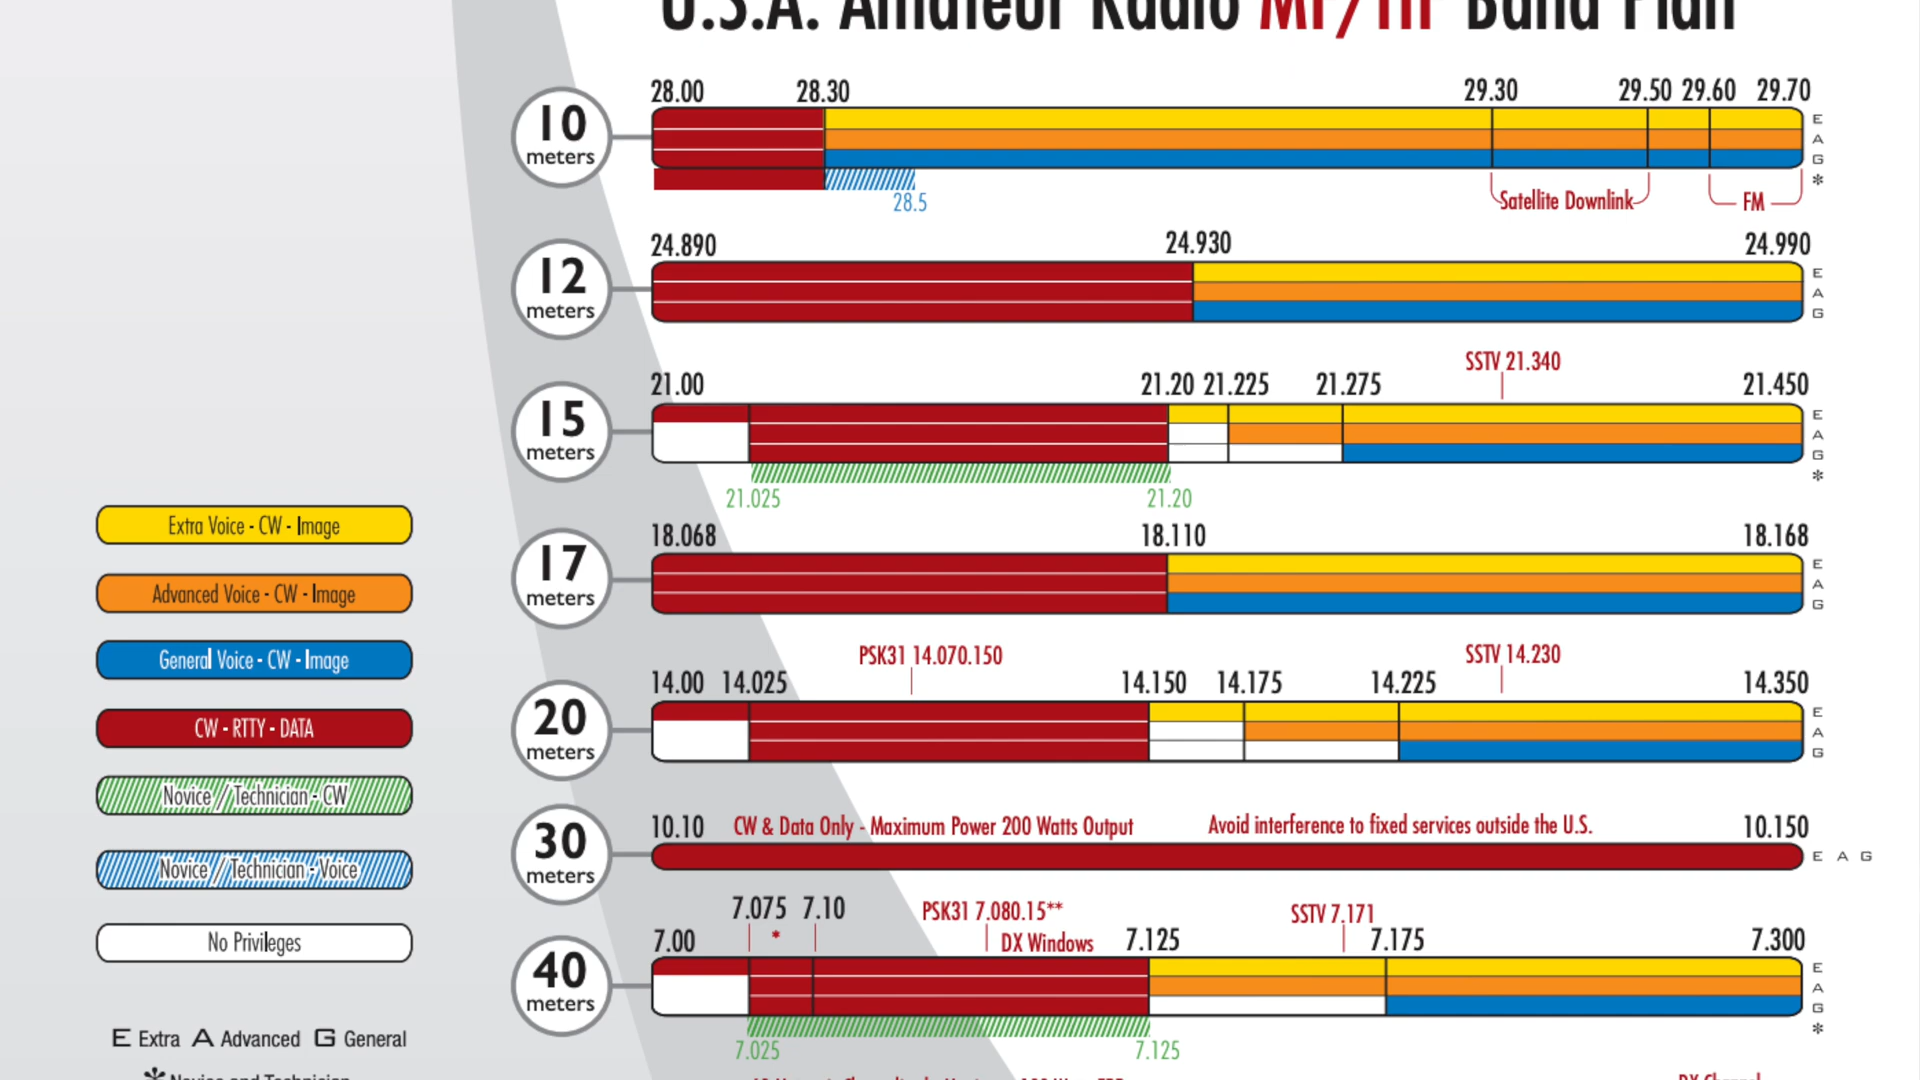 U.S.A. Amateur Radio MF/HF Band Plan
28.00 28.30 29.30 29.50 29.60 29.70
10 meters
E
A
G
*
28.5 Satellite Downlink FM
24.890 24.930 24.990
12 meters
E
A
G
SSTV 21.340
21.00 21.20 21.225 21.275 21.450
15 meters
E
A
G
*
21.025 21.20
18.068 18.110 18.168
17 meters
E
A
G
PSK31 14.070.150 SSTV 14.230
14.00 14.025 14.150 14.175 14.225 14.350
20 meters
E
A
G
10.10 CW & Data Only - Maximum Power 200 Watts Output Avoid interference to fixed services outside the U.S. 10.150
30 meters
E A G
7.075 7.10 PSK31 7.080.15** SSTV 7.171
7.00 * DX Windows 7.125 7.175 7.300
40 meters
E
A
G
*
7.025 7.125
Extra Voice - CW - Image
Advanced Voice - CW - Image
General Voice - CW - Image
CW - RTTY - DATA
Novice / Technician - CW
Novice / Technician - Voice
No Privileges
E Extra A Advanced G General
* Novice and Technician
DX Channel